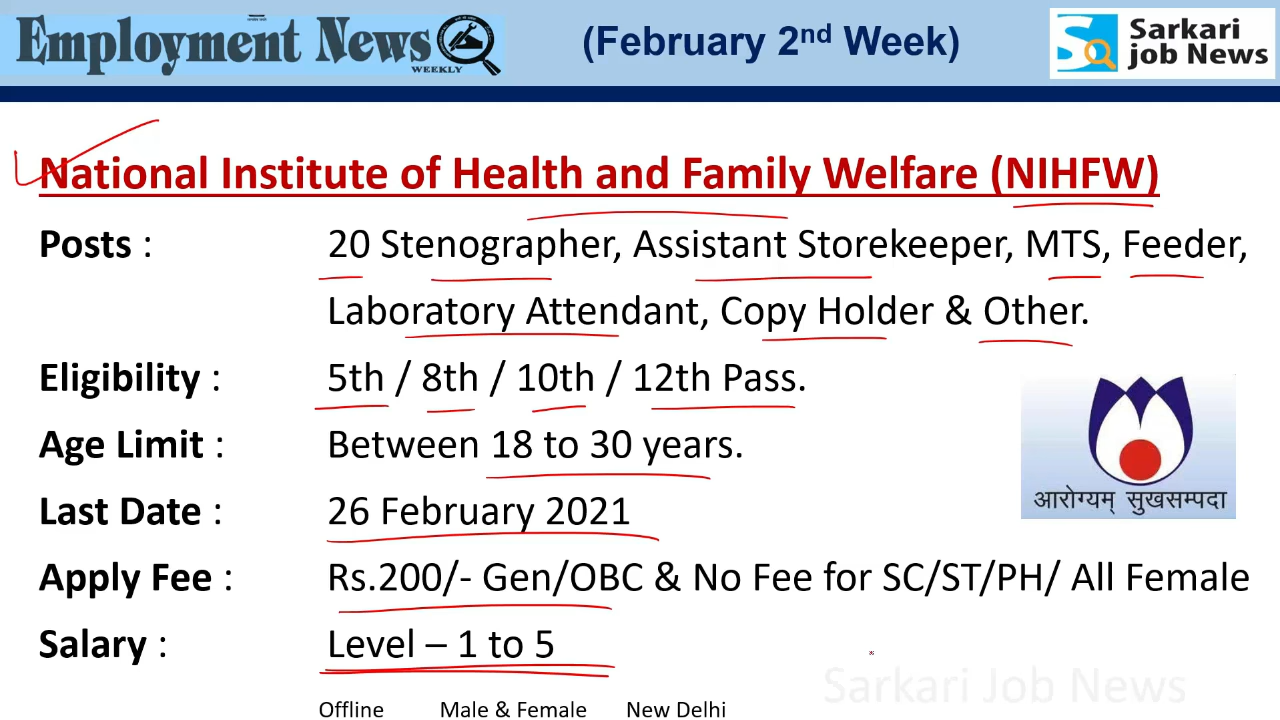 Employment News
WEEKLY
(February 2nd Week)
Sarkari
Job News
National Institute of Health and Family Welfare (NIHFW)
Posts : 20 Stenographer, Assistant Storekeeper, MTS, Feeder,
Laboratory Attendant, Copy Holder & Other.
Eligibility : 5th / 8th / 10th / 12th Pass.
Age Limit : Between 18 to 30 years.
आरोग्यम् सुखसम्पदा
Last Date : 26 February 2021
Apply Fee : Rs.200/- Gen/OBC & No Fee for SC/ST/PH/ All Female
Salary : Level – 1 to 5
Sarkari Job News
Offline Male & Female New Delhi